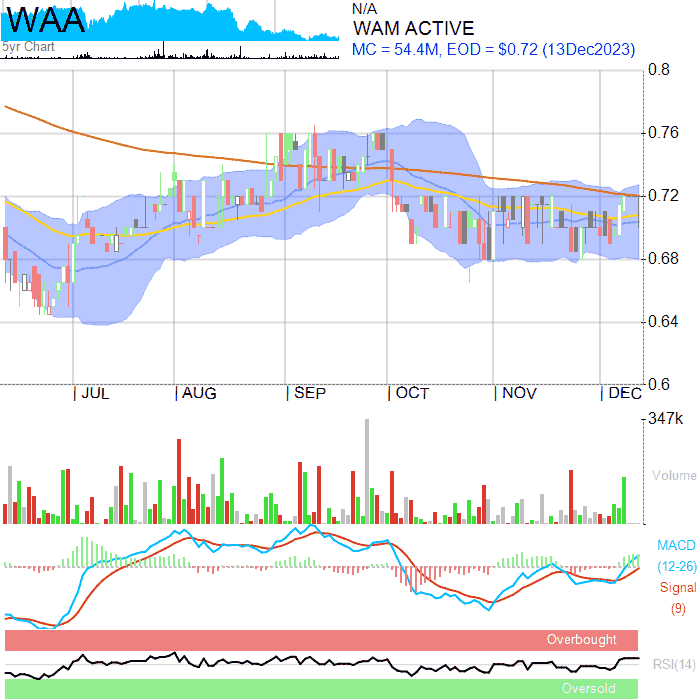 WAA
5yr Chart
N/A
WAM ACTIVE
MC = 54.4M, EOD = $0.72 (13Dec2023)
0.8
0.76
0.72
0.68
0.64
0.6
| JUL | AUG | SEP | OCT | NOV | DEC
347k
Volume
MACD
(12-26)
Signal
(9)
Overbought
RSI(14)
Oversold